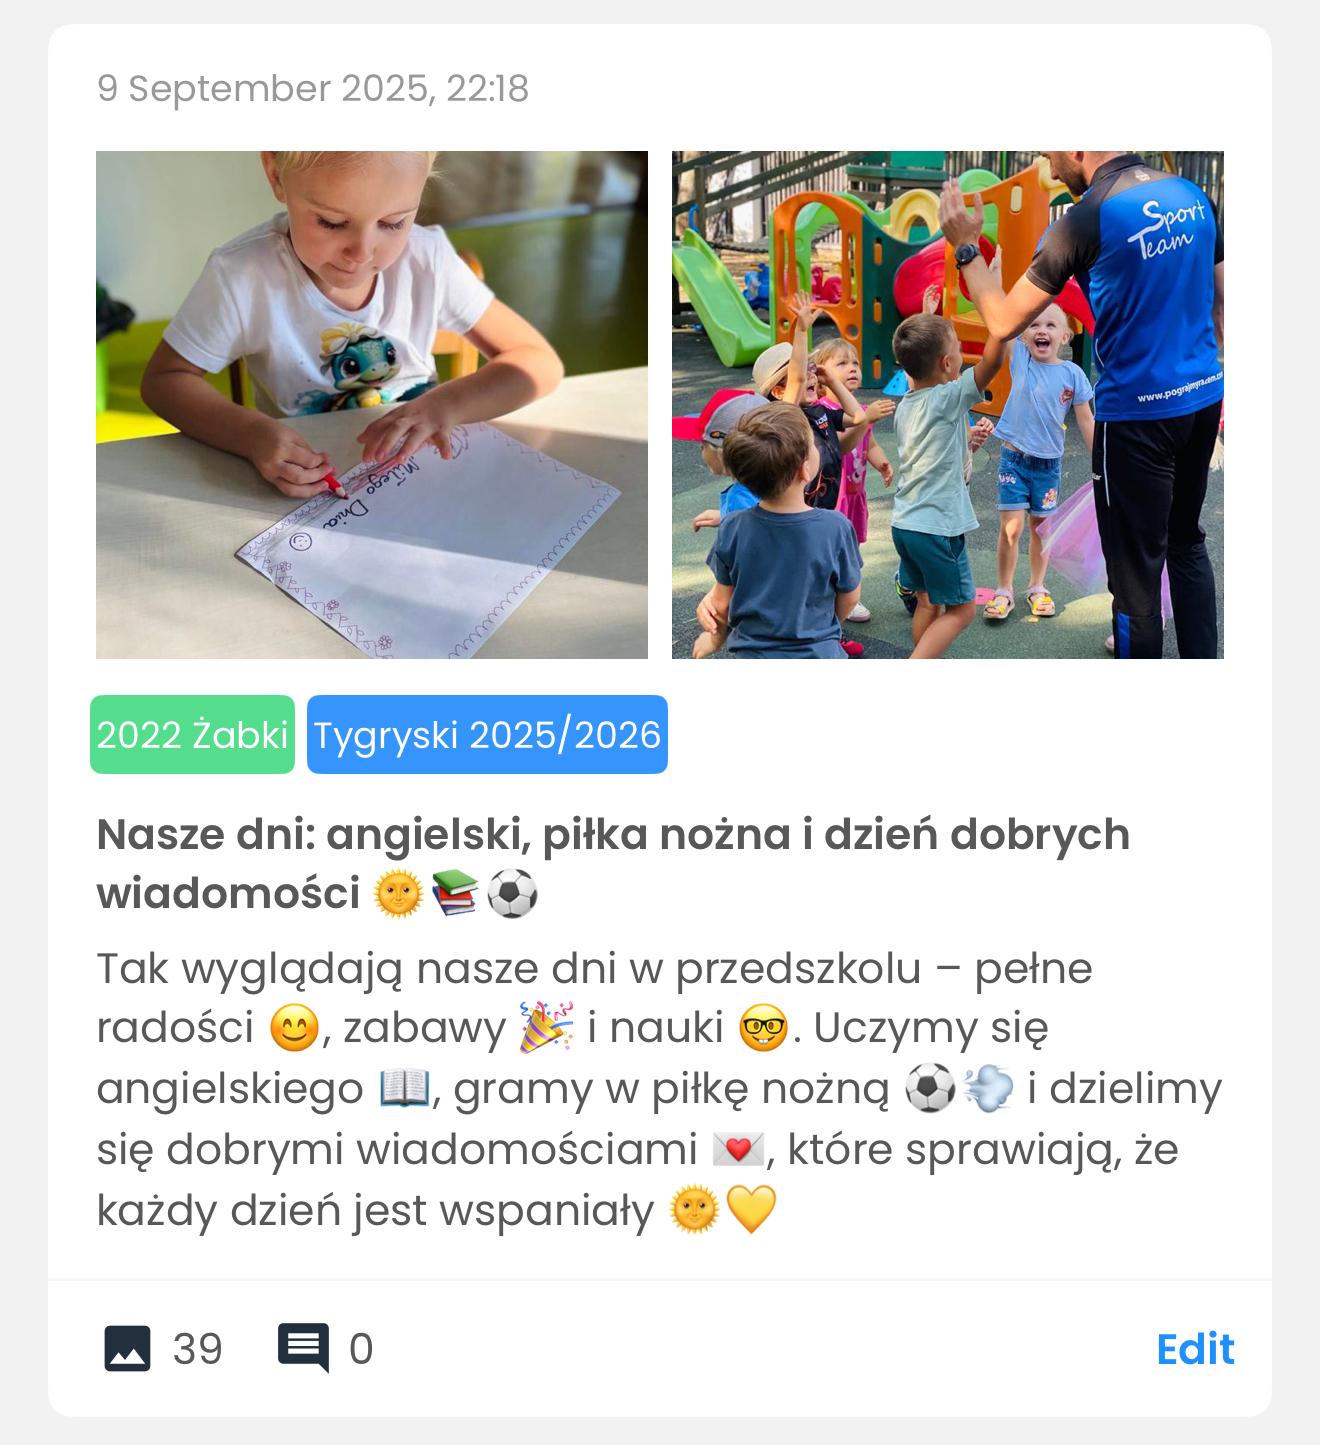 9 September 2025, 22:18
Miłego Dnia
Sport
Team
www.pograjmyra.com.com
2022 Żabki
Tygryski 2025/2026
Nasze dni: angielski, piłka nożna i dzień dobrych
wiadomości 🌞📚⚽
Tak wyglądają nasze dni w przedszkolu – pełne
radości 😊, zabawy 🎉 i nauki 🤓. Uczymy się
angielskiego 📖, gramy w piłkę nożną ⚽💨 i dzielimy
się dobrymi wiadomościami 💌, które sprawiają, że
każdy dzień jest wspaniały 🌞💛
39
0
Edit